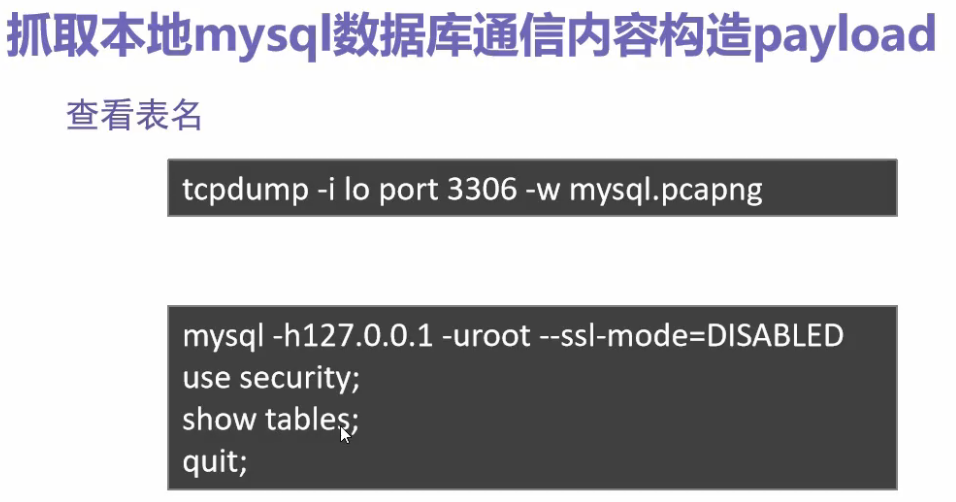 抓取本地mysql数据库通信内容构造payload
查看表名
tcpdump -i lo port 3306 -w mysql.pcapng
mysql -h127.0.0.1 -uroot --ssl-mode=DISABLED
use security;
show tables;
quit;